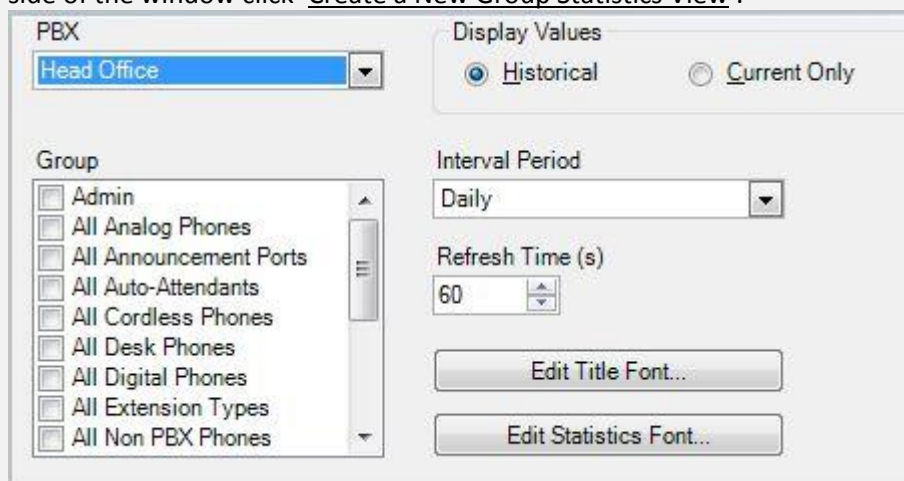 side of the window click "Create a New Group Statistics View".
PBX
Head Office
Display Values
Historical
Current Only
Group
Admin
All Analog Phones
All Announcement Ports
All Auto-Attendants
All Cordless Phones
All Desk Phones
All Digital Phones
All Extension Types
All Non PBX Phones
Interval Period
Daily
Refresh Time (s)
60
Edit Title Font...
Edit Statistics Font...